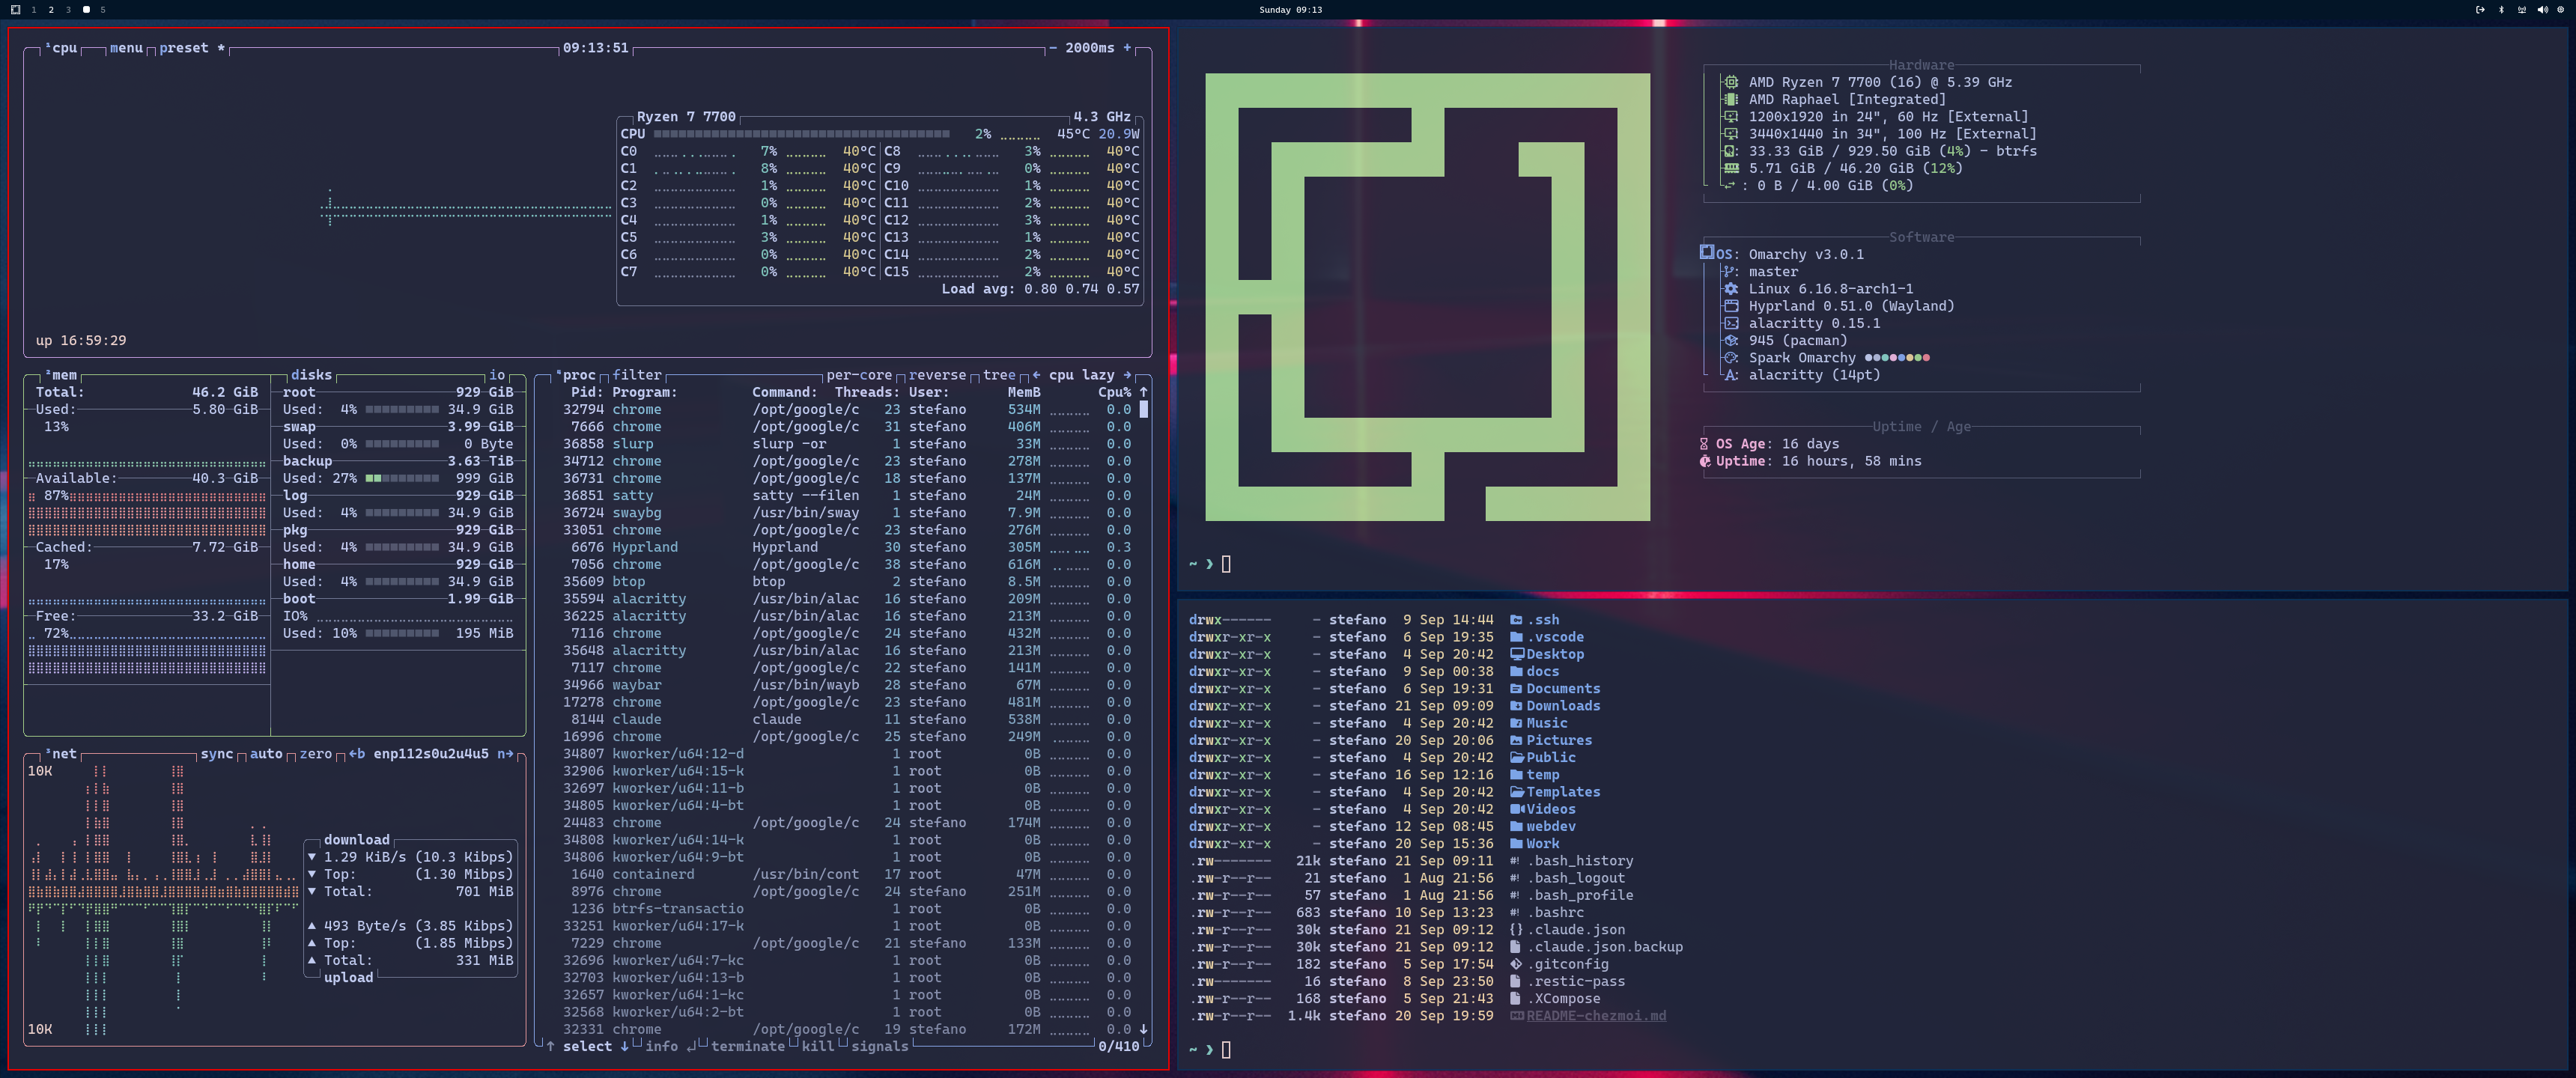 1 2 3 5
Sunday 09:13
¹cpu menu preset * 09:13:51 - 2000ms +
Ryzen 7 7700 4.3 GHz
CPU 2% 45°C 20.9W
C0 7% 40°C C8 3% 40°C
C1 8% 40°C C9 0% 40°C
C2 1% 40°C C10 1% 40°C
C3 0% 40°C C11 2% 40°C
C4 1% 40°C C12 3% 40°C
C5 3% 40°C C13 1% 40°C
C6 0% 40°C C14 2% 40°C
C7 0% 40°C C15 2% 40°C
Load avg: 0.80 0.74 0.57
up 16:59:29
²mem
Total: 46.2 GiB
Used: 5.80 GiB
13%
Available: 40.3 GiB
87%
Cached: 7.72 GiB
17%
Free: 33.2 GiB
72%
disks io
root 929 GiB
Used: 4% 34.9 GiB
swap 3.99 GiB
Used: 0% 0 Byte
backup 3.63 TiB
Used: 27% 999 GiB
log 929 GiB
Used: 4% 34.9 GiB
pkg 929 GiB
Used: 4% 34.9 GiB
home 929 GiB
Used: 4% 34.9 GiB
boot 1.99 GiB
IO%
Used: 10% 195 MiB
³net sync auto zero ←b enp112s0u2u4u5 n→
10K
download
▼ 1.29 KiB/s (10.3 Kibps)
▼ Top: (1.30 Mibps)
▼ Total: 701 MiB
▲ 493 Byte/s (3.85 Kibps)
▲ Top: (1.85 Mibps)
▲ Total: 331 MiB
upload
10K
⁴proc filter per-core reverse tree ← cpu lazy →
Pid: Program: Command: Threads: User: MemB Cpu% ↑
32794 chrome /opt/google/c 23 stefano 534M 0.0
7666 chrome /opt/google/c 31 stefano 406M 0.0
36858 slurp slurp -or 1 stefano 33M 0.0
34712 chrome /opt/google/c 23 stefano 278M 0.0
36731 chrome /opt/google/c 18 stefano 137M 0.0
36851 satty satty --filen 1 stefano 24M 0.0
36724 swaybg /usr/bin/sway 1 stefano 7.9M 0.0
33051 chrome /opt/google/c 23 stefano 276M 0.0
6676 Hyprland Hyprland 30 stefano 305M 0.3
7056 chrome /opt/google/c 38 stefano 616M 0.0
35609 btop btop 2 stefano 8.5M 0.0
35594 alacritty /usr/bin/alac 16 stefano 209M 0.0
36225 alacritty /usr/bin/alac 16 stefano 213M 0.0
7116 chrome /opt/google/c 24 stefano 432M 0.0
35648 alacritty /usr/bin/alac 16 stefano 213M 0.0
7117 chrome /opt/google/c 22 stefano 141M 0.0
34966 waybar /usr/bin/wayb 28 stefano 67M 0.0
17278 chrome /opt/google/c 23 stefano 481M 0.0
8144 claude claude 11 stefano 538M 0.0
16996 chrome /opt/google/c 25 stefano 249M 0.0
34807 kworker/u64:12-d 1 root 0B 0.0
32906 kworker/u64:15-k 1 root 0B 0.0
32697 kworker/u64:11-b 1 root 0B 0.0
34805 kworker/u64:4-bt 1 root 0B 0.0
24483 chrome /opt/google/c 24 stefano 174M 0.0
34808 kworker/u64:14-k 1 root 0B 0.0
34806 kworker/u64:9-bt 1 root 0B 0.0
1640 containerd /usr/bin/cont 17 root 47M 0.0
8976 chrome /opt/google/c 24 stefano 251M 0.0
1236 btrfs-transactio 1 root 0B 0.0
33251 kworker/u64:17-k 1 root 0B 0.0
7229 chrome /opt/google/c 21 stefano 133M 0.0
32696 kworker/u64:7-kc 1 root 0B 0.0
32703 kworker/u64:13-b 1 root 0B 0.0
32657 kworker/u64:1-kc 1 root 0B 0.0
32568 kworker/u64:2-bt 1 root 0B 0.0
32331 chrome /opt/google/c 19 stefano 172M 0.0 ↓
↑ select ↓ info ↵ terminate kill signals 0/410
Hardware
AMD Ryzen 7 7700 (16) @ 5.39 GHz
AMD Raphael [Integrated]
1200x1920 in 24", 60 Hz [External]
3440x1440 in 34", 100 Hz [External]
: 33.33 GiB / 929.50 GiB (4%) - btrfs
5.71 GiB / 46.20 GiB (12%)
: 0 B / 4.00 GiB (0%)
Software
OS: Omarchy v3.0.1
: master
: Linux 6.16.8-arch1-1
Hyprland 0.51.0 (Wayland)
alacritty 0.15.1
: 945 (pacman)
: Spark Omarchy
: alacritty (14pt)
Uptime / Age
OS Age: 16 days
Uptime: 16 hours, 58 mins
~ ❯
drwx------ - stefano 9 Sep 14:44 .ssh
drwxr-xr-x - stefano 6 Sep 19:35 .vscode
drwxr-xr-x - stefano 4 Sep 20:42 Desktop
drwxr-xr-x - stefano 9 Sep 00:38 docs
drwxr-xr-x - stefano 6 Sep 19:31 Documents
drwxr-xr-x - stefano 21 Sep 09:09 Downloads
drwxr-xr-x - stefano 4 Sep 20:42 Music
drwxr-xr-x - stefano 20 Sep 20:06 Pictures
drwxr-xr-x - stefano 4 Sep 20:42 Public
drwxr-xr-x - stefano 16 Sep 12:16 temp
drwxr-xr-x - stefano 4 Sep 20:42 Templates
drwxr-xr-x - stefano 4 Sep 20:42 Videos
drwxr-xr-x - stefano 12 Sep 08:45 webdev
drwxr-xr-x - stefano 20 Sep 15:36 Work
.rw------- 21k stefano 21 Sep 09:11 #! .bash_history
.rw-r--r-- 21 stefano 1 Aug 21:56 #! .bash_logout
.rw-r--r-- 57 stefano 1 Aug 21:56 #! .bash_profile
.rw-r--r-- 683 stefano 10 Sep 13:23 #! .bashrc
.rw-r--r-- 30k stefano 21 Sep 09:12 {} .claude.json
.rw-r--r-- 30k stefano 21 Sep 09:12 .claude.json.backup
.rw-r--r-- 182 stefano 5 Sep 17:54 .gitconfig
.rw------- 16 stefano 8 Sep 23:50 .restic-pass
.rw-r--r-- 168 stefano 5 Sep 21:43 .XCompose
.rw-r--r-- 1.4k stefano 20 Sep 19:59 README-chezmoi.md
~ ❯